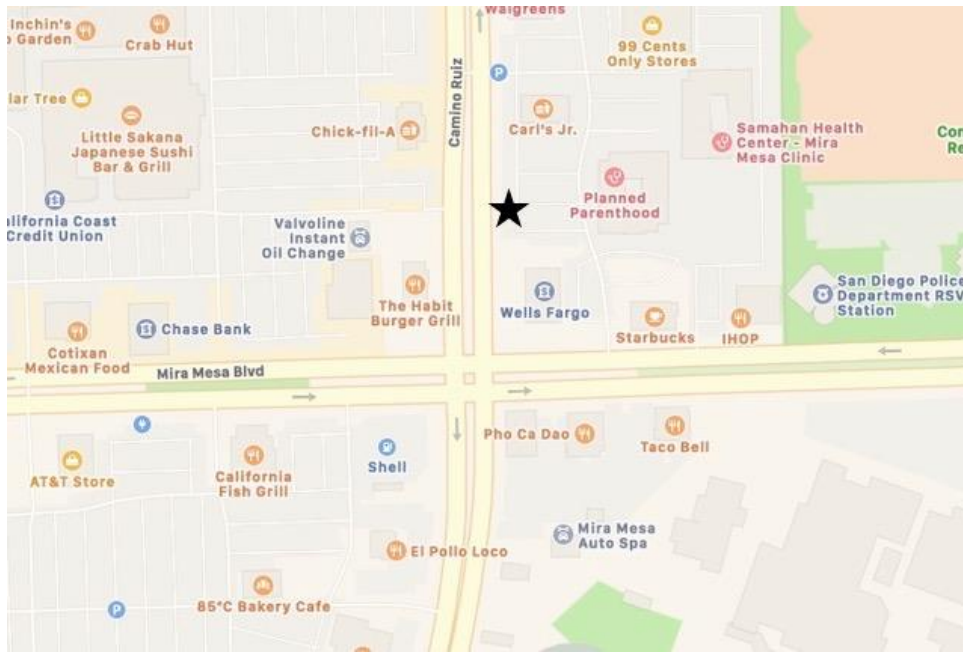 Inchin's
Garden
Crab Hut
Walgreens
99 Cents
Only Stores
Camino Ruiz
P
lar Tree
Little Sakana
Japanese Sushi
Bar & Grill
Chick-fil-A
Carl's Jr.
Samahan Health
Center - Mira
Mesa Clinic
Con
Re
Planned
Parenthood
alifornia Coast
Credit Union
Valvoline
Instant
Oil Change
The Habit
Burger Grill
Wells Fargo
San Diego Police
Department RSV
Station
Chase Bank
Cotixan
Mexican Food
Starbucks
IHOP
Mira Mesa Blvd
Pho Ca Dao
Taco Bell
AT&T Store
California
Fish Grill
Shell
Mira Mesa
Auto Spa
El Pollo Loco
85°C Bakery Cafe
P